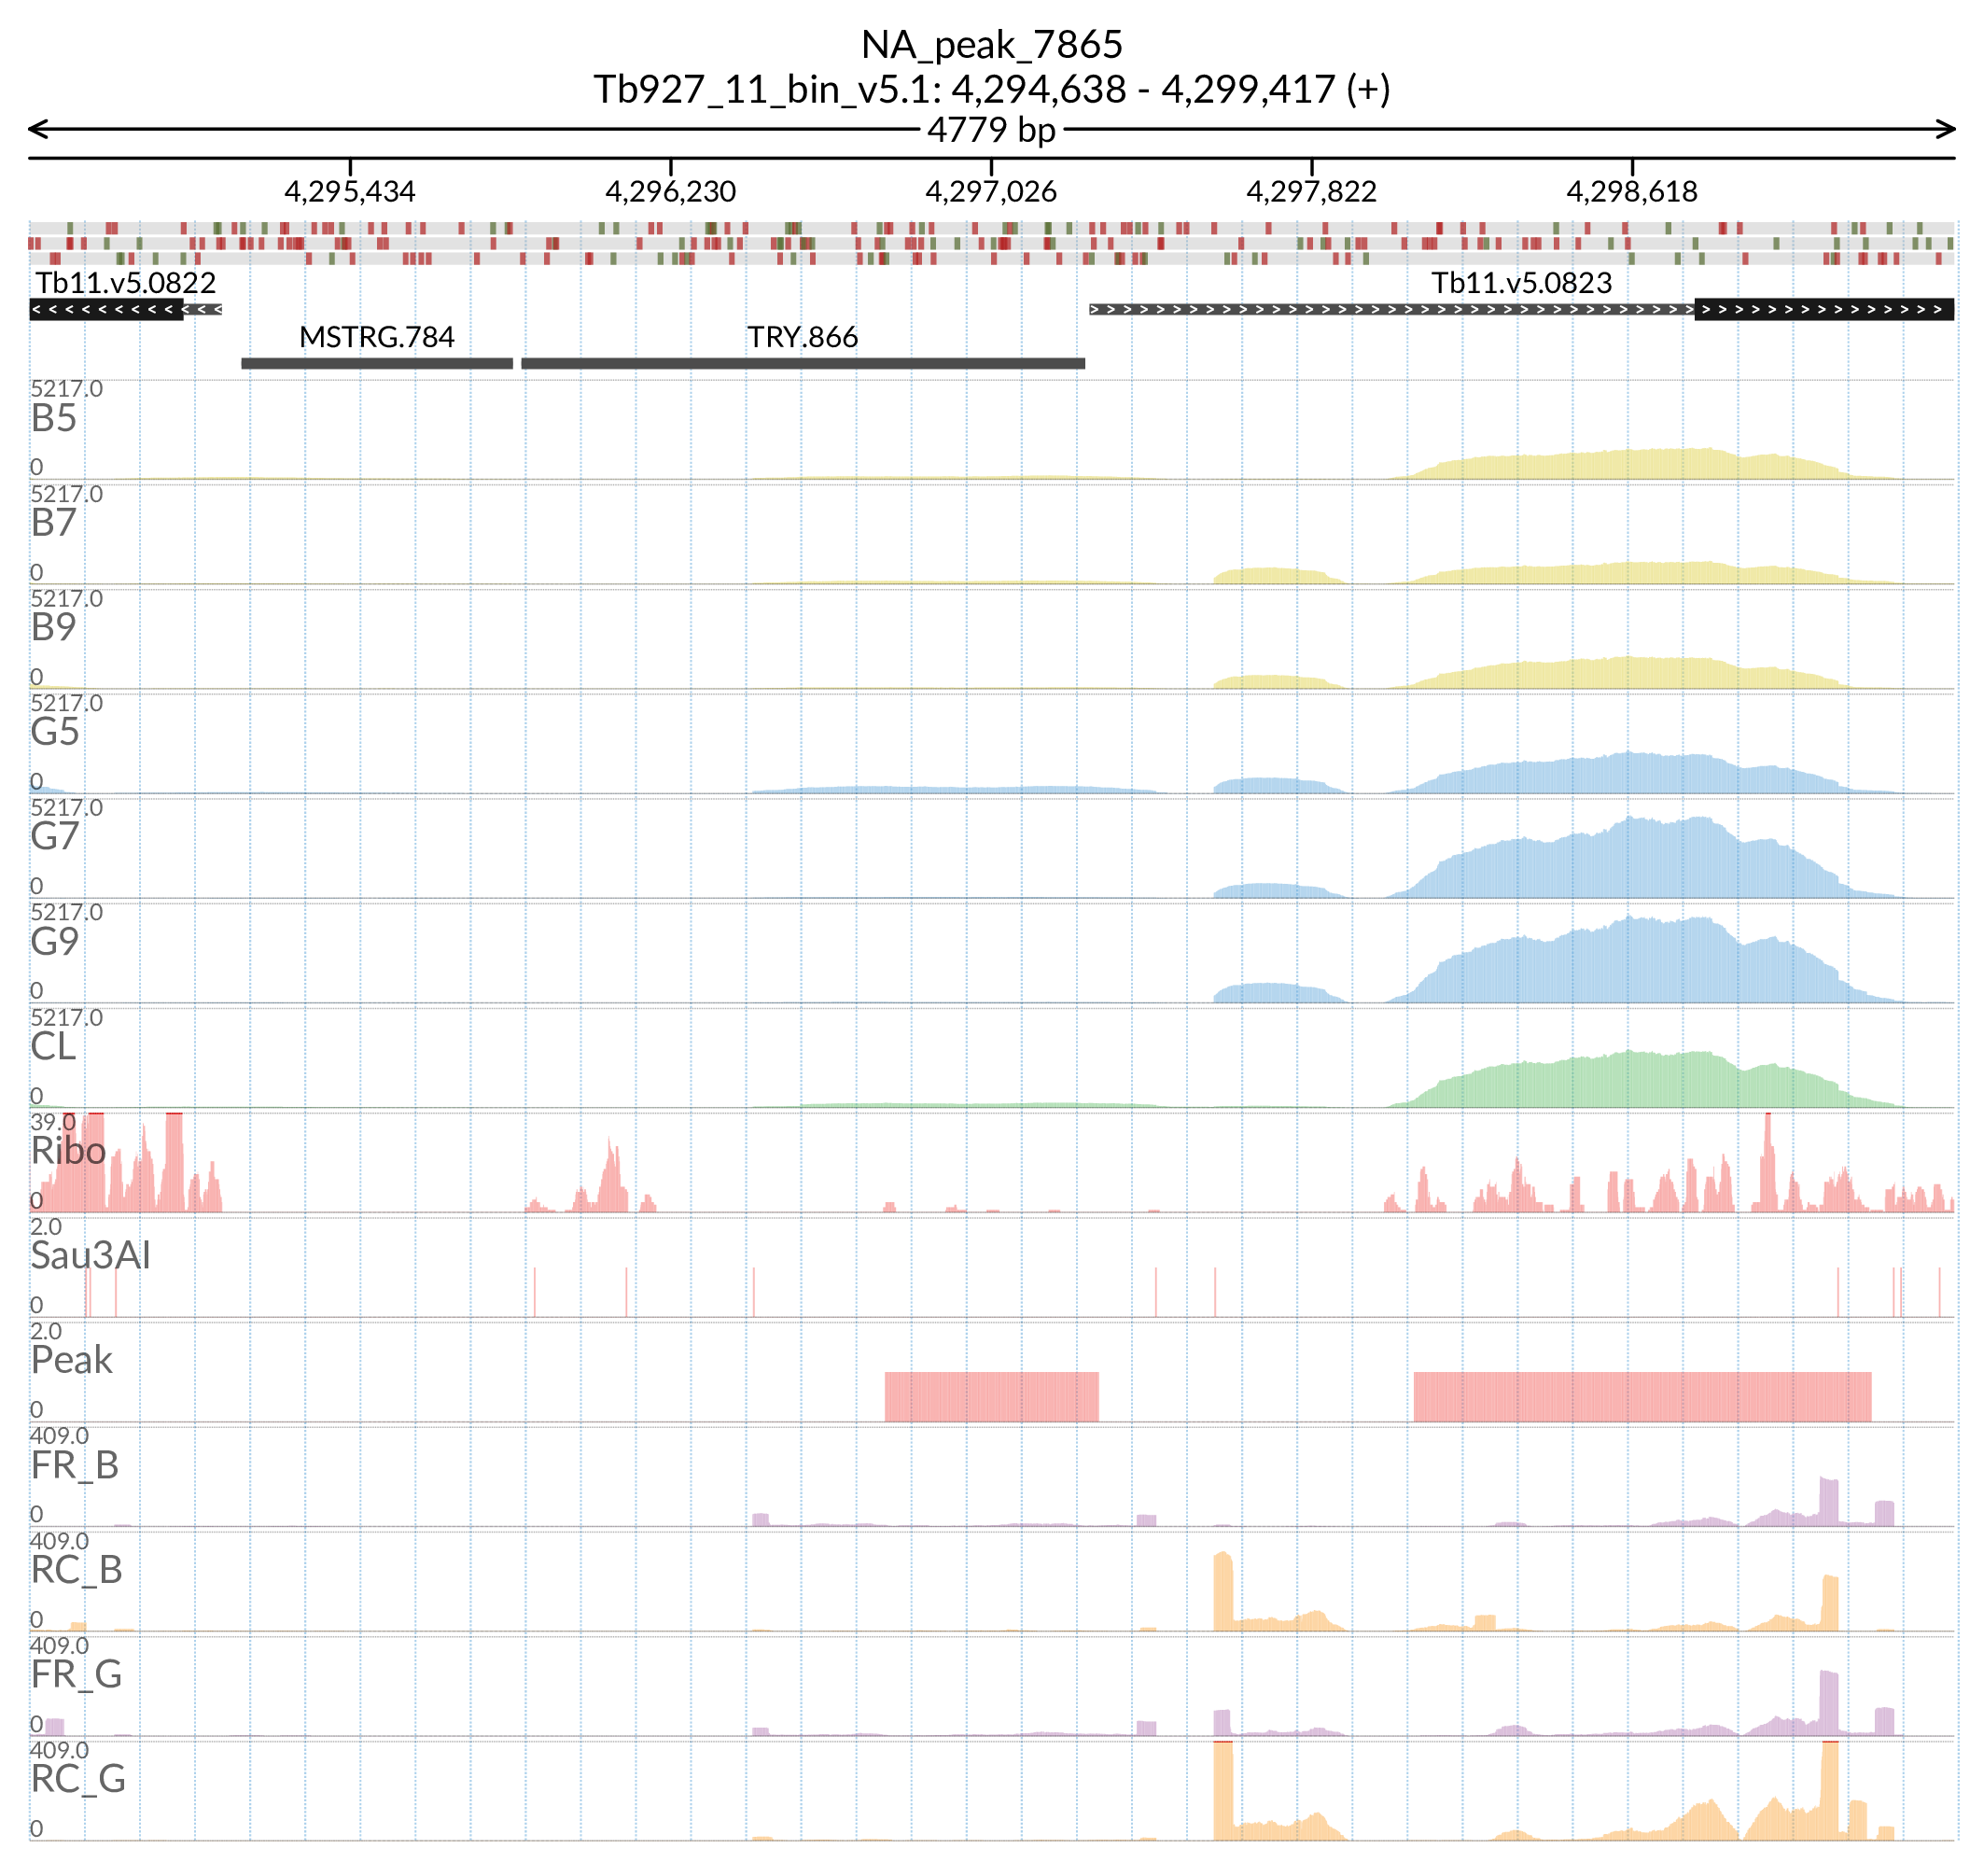 NA_peak_7865
Tb927_11_bin_v5.1: 4,294,638 - 4,299,417 (+)
4779 bp
4,295,434 4,296,230 4,297,026 4,297,822 4,298,618
Tb11.v5.0822 Tb11.v5.0823
MSTRG.784 TRY.866
5217.0
B5
0
5217.0
B7
0
5217.0
B9
0
5217.0
G5
0
5217.0
G7
0
5217.0
G9
0
5217.0
CL
0
39.0
Ribo
0
2.0
Sau3AI
0
2.0
Peak
0
409.0
FR_B
0
409.0
RC_B
0
409.0
FR_G
0
409.0
RC_G
0